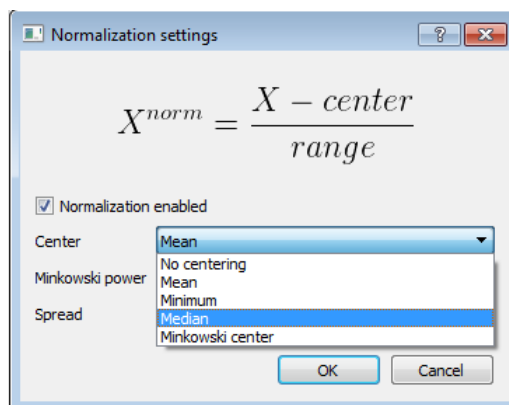 Normalization settings
X^norm = (X − center) / range
Normalization enabled
Center Mean
No centering
Mean
Minkowski power
Minimum
Spread
Median
Minkowski center
OK Cancel